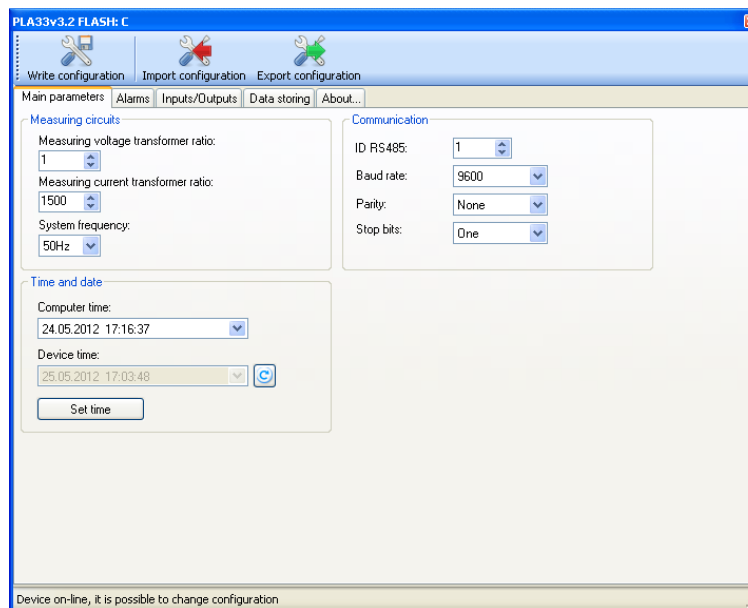 PLA33v3.2 FLASH: C
Write configuration
Import configuration
Export configuration
Main parameters
Alarms
Inputs/Outputs
Data storing
About...
Measuring circuits
Measuring voltage transformer ratio:
1
Measuring current transformer ratio:
1500
System frequency:
50Hz
Communication
ID RS485:
1
Baud rate:
9600
Parity:
None
Stop bits:
One
Time and date
Computer time:
24.05.2012 17:16:37
Device time:
25.05.2012 17:03:48
Set time
Device on-line, it is possible to change configuration